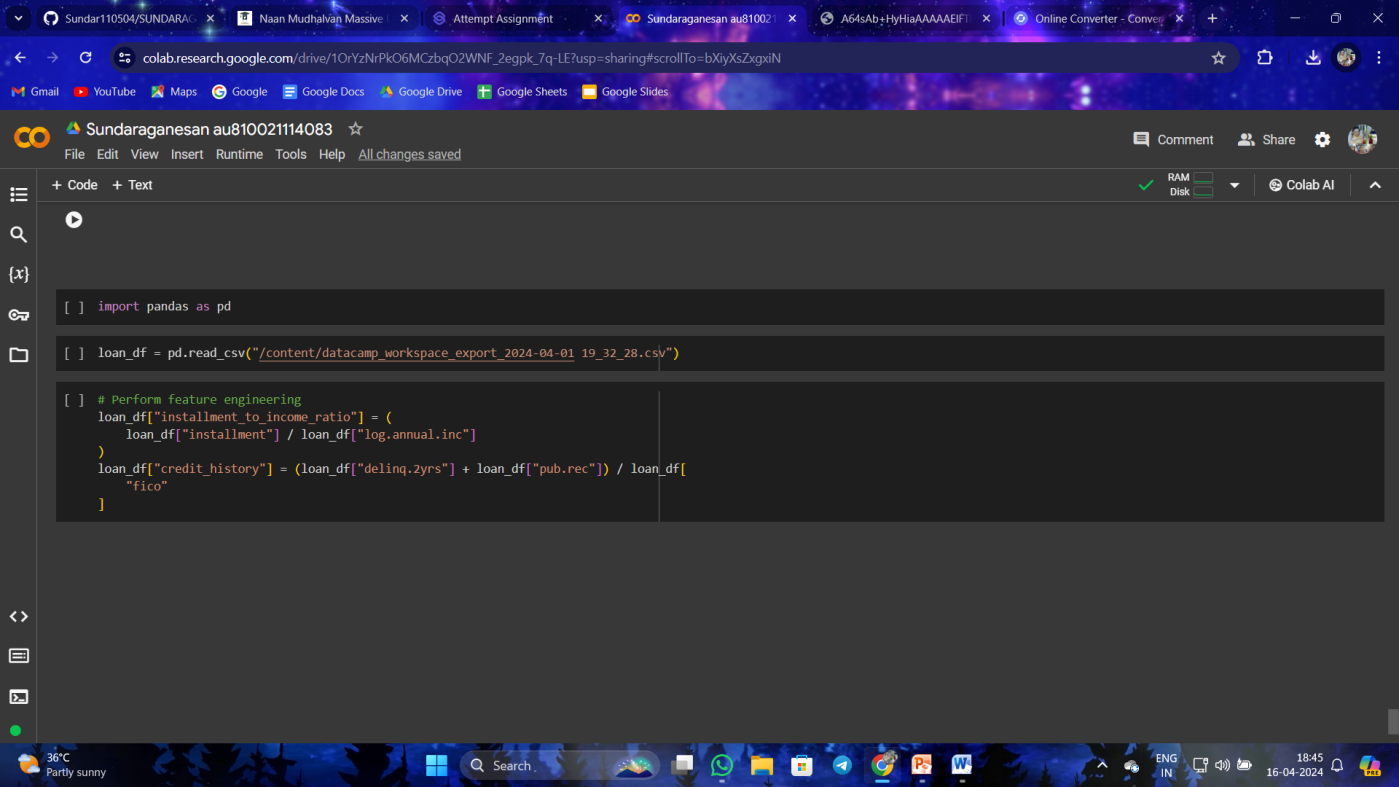 Sundar110504/SUNDARAG
Naan Mudhalvan Massive
Attempt Assignment
Sundaraganesan au810021
A64sAb+HyHiaAAAAAElFT
Online Converter - Conver
colab.research.google.com/drive/1OrYzNrPkO6MCzbqO2WNF_2egpk_7q-LE?usp=sharing#scrollTo=bXiyXsZxgxiN
Gmail YouTube Maps Google Google Docs Google Drive Google Sheets Google Slides
Sundaraganesan au810021114083
Comment Share
File Edit View Insert Runtime Tools Help All changes saved
+ Code + Text
RAM
Disk
Colab AI
{x}
[ ] import pandas as pd
[ ] loan_df = pd.read_csv("/content/datacamp_workspace_export_2024-04-01 19_32_28.csv")
[ ] # Perform feature engineering
loan_df["installment_to_income_ratio"] = (
loan_df["installment"] / loan_df["log.annual.inc"]
)
loan_df["credit_history"] = (loan_df["delinq.2yrs"] + loan_df["pub.rec"]) / loan_df[
"fico"
]
36°C
Partly sunny
Search
ENG
IN
18:45
16-04-2024
PRE